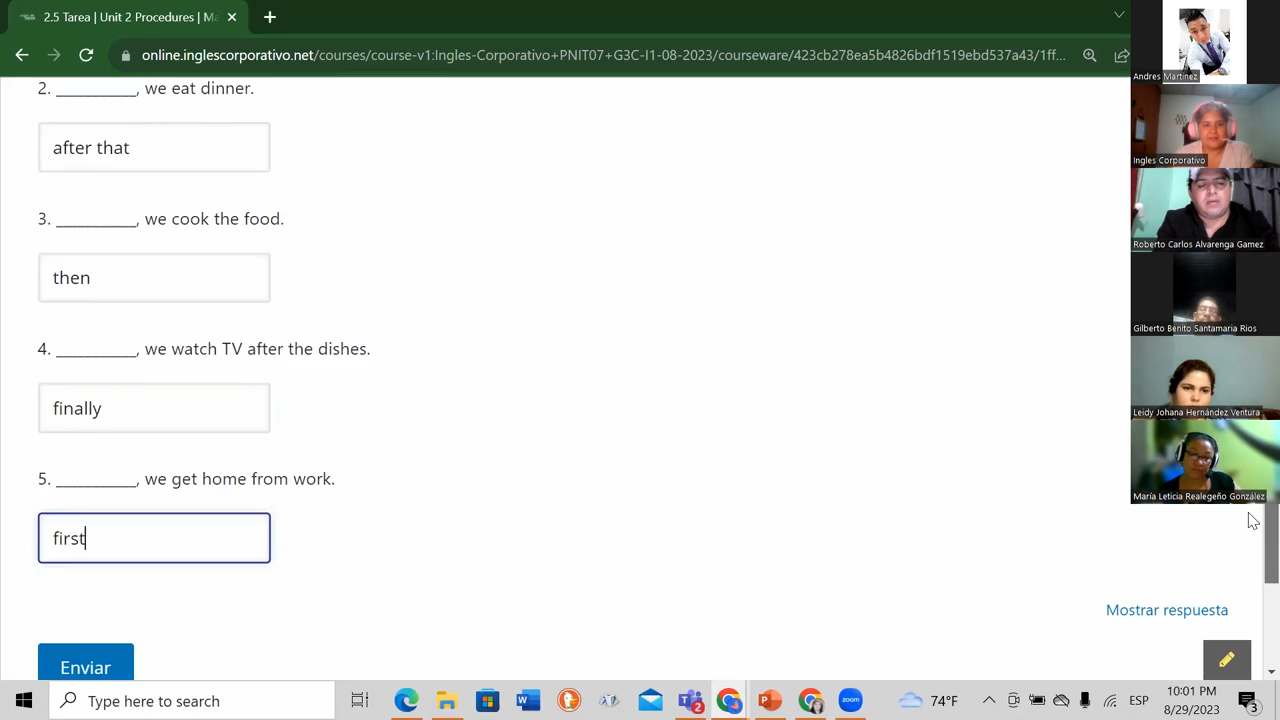 2.5 Tarea | Unit 2 Procedures | Ma
online.inglescorporativo.net/courses/course-v1:Ingles-corporativo+PNIT07+G3C-I1-08-2023/courseware/423cb278ea5b4826bdf1519ebd537a43/1ff...
2. __________, we eat dinner.
after that
3. __________, we cook the food.
then
4. __________, we watch TV after the dishes.
finally
5. __________, we get home from work.
first
Mostrar respuesta
Enviar
Andres Martinez
Ingles Corporativo
Roberto Carlos Alvarenga Gamez
Gilberto Benito Santamaria Rios
Leidy Johana Hernández Ventura
María Leticia Realegeño González
Type here to search
2
zoom
74°F
ESP
10:01 PM
8/29/2023
3